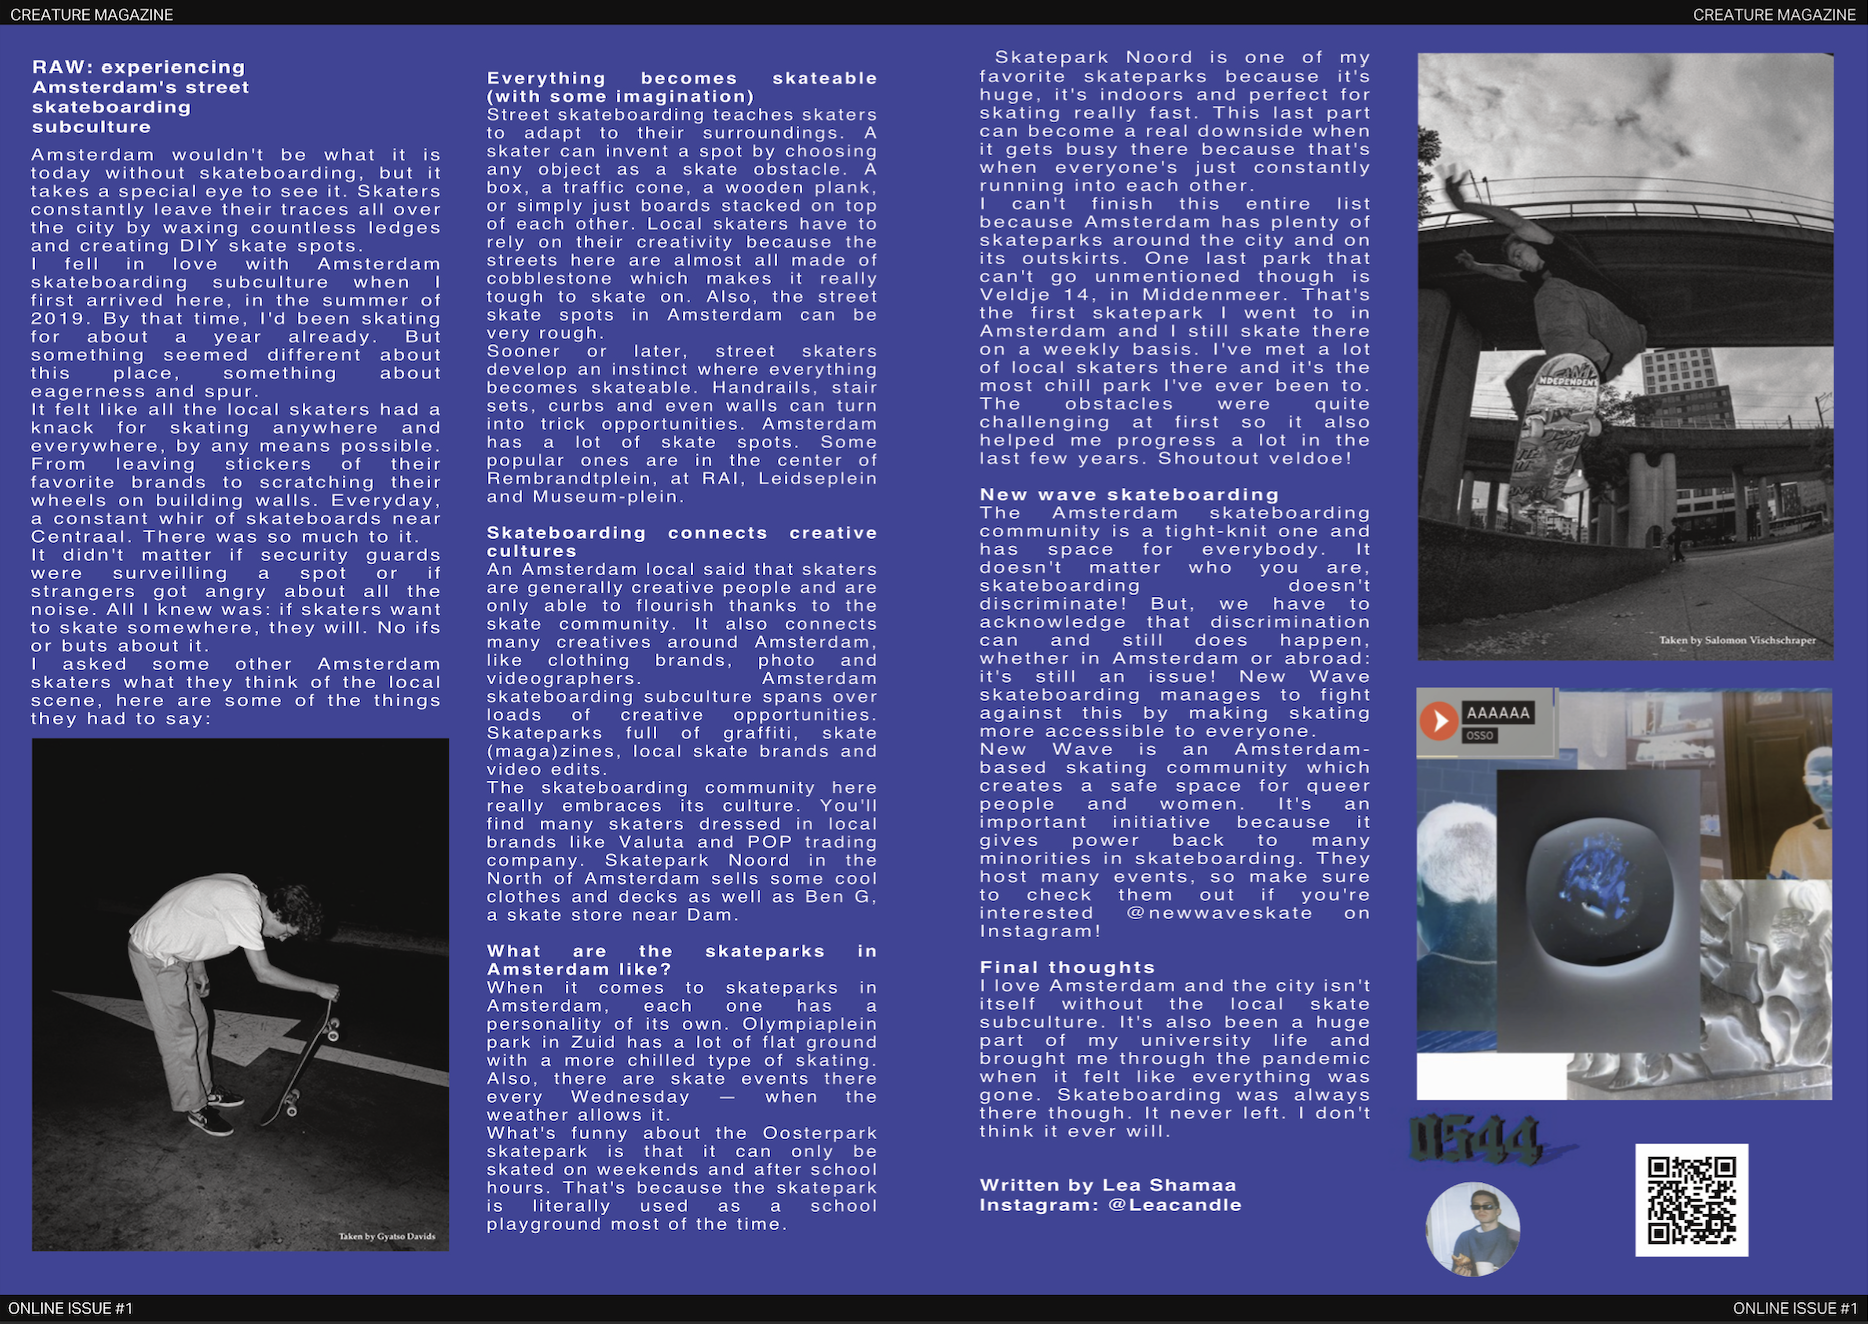 CREATURE MAGAZINE
CREATURE MAGAZINE
RAW: experiencing
Amsterdam's street
skateboarding
subculture
Amsterdam wouldn't be what it is
today without skateboarding, but it
takes a special eye to see it. Skaters
constantly leave their traces all over
the city by waxing countless ledges
and creating DIY skate spots.
I fell in love with Amsterdam
skateboarding subculture when I
first arrived here, in the summer of
2019. By that time, I'd been skating
for about a year already. But
something seemed different about
this place, something about
eagerness and spur.
It felt like all the local skaters had a
knack for skating anywhere and
everywhere, by any means possible.
From leaving stickers of their
favorite brands to scratching their
wheels on building walls. Everyday,
a constant whir of skateboards near
Centraal. There was so much to it.
It didn't matter if security guards
were surveilling a spot or if
strangers got angry about all the
noise. All I knew was: if skaters want
to skate somewhere, they will. No ifs
or buts about it.
I asked some other Amsterdam
skaters what they think of the local
scene, here are some of the things
they had to say:
Taken by Gyatso Davids
Everything becomes skateable
(with some imagination)
Street skateboarding teaches skaters
to adapt to their surroundings. A
skater can invent a spot by choosing
any object as a skate obstacle. A
box, a traffic cone, a wooden plank,
or simply just boards stacked on top
of each other. Local skaters have to
rely on their creativity because the
streets here are almost all made of
cobblestone which makes it really
tough to skate on. Also, the street
skate spots in Amsterdam can be
very rough.
Sooner or later, street skaters
develop an instinct where everything
becomes skateable. Handrails, stair
sets, curbs and even walls can turn
into trick opportunities. Amsterdam
has a lot of skate spots. Some
popular ones are in the center of
Rembrandtplein, at RAI, Leidseplein
and Museum-plein.
Skateboarding connects creative
cultures
An Amsterdam local said that skaters
are generally creative people and are
only able to flourish thanks to the
skate community. It also connects
many creatives around Amsterdam,
like clothing brands, photo and
videographers. Amsterdam
skateboarding subculture spans over
loads of creative opportunities.
Skateparks full of graffiti, skate
(maga)zines, local skate brands and
video edits.
The skateboarding community here
really embraces its culture. You'll
find many skaters dressed in local
brands like Valuta and POP trading
company. Skatepark Noord in the
North of Amsterdam sells some cool
clothes and decks as well as Ben G,
a skate store near Dam.
What are the skateparks in
Amsterdam like?
When it comes to skateparks in
Amsterdam, each one has a
personality of its own. Olympiaplein
park in Zuid has a lot of flat ground
with a more chilled type of skating.
Also, there are skate events there
every Wednesday — when the
weather allows it.
What's funny about the Oosterpark
skatepark is that it can only be
skated on weekends and after school
hours. That's because the skatepark
is literally used as a school
playground most of the time.
Skatepark Noord is one of my
favorite skateparks because it's
huge, it's indoors and perfect for
skating really fast. This last part
can become a real downside when
it gets busy there because that's
when everyone's just constantly
running into each other.
I can't finish this entire list
because Amsterdam has plenty of
skateparks around the city and on
its outskirts. One last park that
can't go unmentioned though is
Veldje 14, in Middenmeer. That's
the first skatepark I went to in
Amsterdam and I still skate there
on a weekly basis. I've met a lot
of local skaters there and it's the
most chill park I've ever been to.
The obstacles were quite
challenging at first so it also
helped me progress a lot in the
last few years. Shoutout veldoe!
New wave skateboarding
The Amsterdam skateboarding
community is a tight-knit one and
has space for everybody. It
doesn't matter who you are,
skateboarding doesn't
discriminate! But, we have to
acknowledge that discrimination
can and still does happen,
whether in Amsterdam or abroad:
it's still an issue! New Wave
skateboarding manages to fight
against this by making skating
more accessible to everyone.
New Wave is an Amsterdam-
based skating community which
creates a safe space for queer
people and women. It's an
important initiative because it
gives power back to many
minorities in skateboarding. They
host many events, so make sure
to check them out if you're
interested @newwaveskate on
Instagram!
Final thoughts
I love Amsterdam and the city isn't
itself without the local skate
subculture. It's also been a huge
part of my university life and
brought me through the pandemic
when it felt like everything was
gone. Skateboarding was always
there though. It never left. I don't
think it ever will.
Written by Lea Shamaa
Instagram: @Leacandle
INDEPENDENT
Taken by Salomon Vischschraper
AAAAAA
OSSO
0544
ONLINE ISSUE #1
ONLINE ISSUE #1